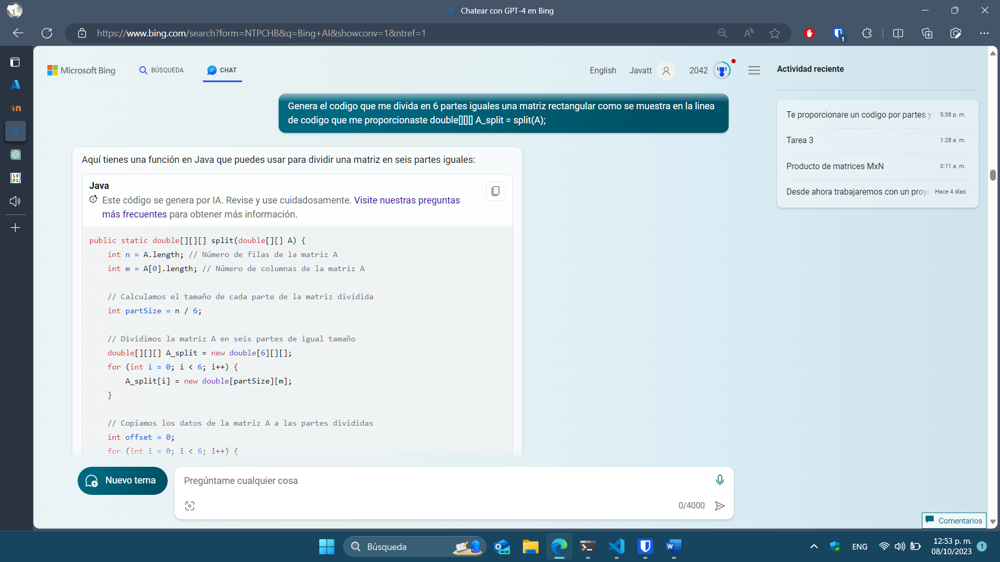 Chatear con GPT-4 en Bing
https://www.bing.com/search?form=NTPCHB&q=Bing+AI&showconv=1&ntref=1
1
Microsoft Bing
BÚSQUEDA
CHAT
English
Javatt
2042
Genera el codigo que me divida en 6 partes iguales una matriz rectangular como se muestra en la linea
de codigo que me proporcionaste double[][][] A_split = split(A);
Aquí tienes una función en Java que puedes usar para dividir una matriz en seis partes iguales:
Java
Este código se genera por IA. Revise y use cuidadosamente. Visite nuestras preguntas
más frecuentes para obtener más información.
public static double[][][] split(double[][] A) {
    int n = A.length; // Número de filas de la matriz A
    int m = A[0].length; // Número de columnas de la matriz A
    // Calculamos el tamaño de cada parte de la matriz dividida
    int partSize = n / 6;
    // Dividimos la matriz A en seis partes de igual tamaño
    double[][][] A_split = new double[6][][];
    for (int i = 0; i < 6; i++) {
        A_split[i] = new double[partSize][m];
    }
    // Copiamos los datos de la matriz A a las partes divididas
    int offset = 0;
    for (int i = 0; i < 6; i++) {
Nuevo tema
Pregúntame cualquier cosa
0/4000
Actividad reciente
Te proporcionare un codigo por partes y 5:38 p. m.
Tarea 3 1:28 a. m.
Producto de matrices MxN 0:11 a. m.
Desde ahora trabajaremos con un proye Hace 4 días
Comentarios
Búsqueda
NEW
ENG
12:53 p. m.
08/10/2023
1